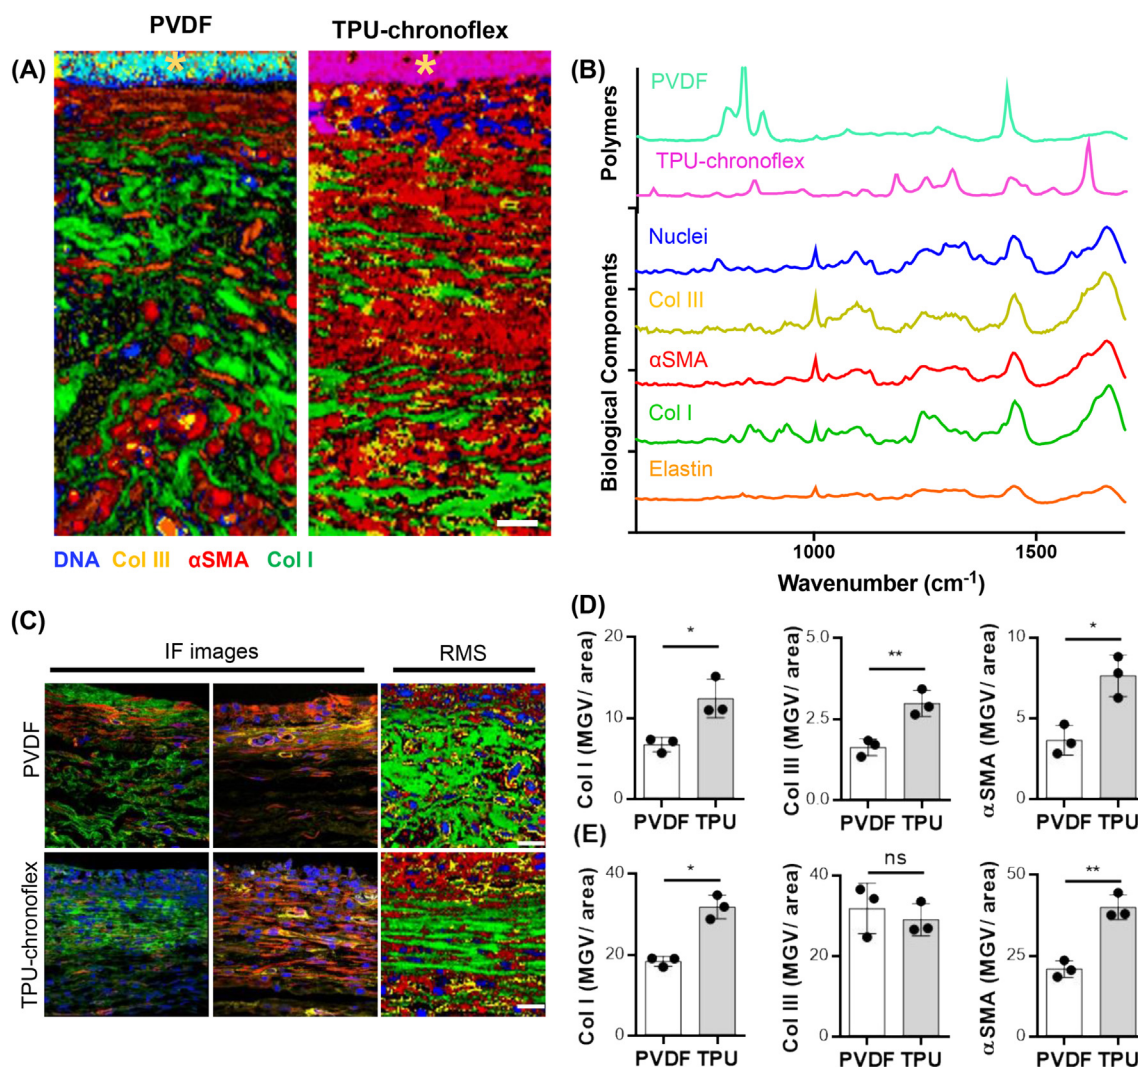 PVDF
TPU-chronoflex
(A)
*
*
DNA Col III αSMA Col I
(B)
Polymers
Biological Components
PVDF
TPU-chronoflex
Nuclei
Col III
αSMA
Col I
Elastin
1000
1500
Wavenumber (cm-1)
(C)
IF images
RMS
PVDF
TPU-chronoflex
(D)
Col I (MGV/ area)
20
10
0
*
PVDF TPU
Col III (MGV/ area)
5.0
2.5
0.0
**
PVDF TPU
αSMA (MGV/ area)
10
5
0
*
PVDF TPU
(E)
Col I (MGV/ area)
40
20
0
*
PVDF TPU
Col III (MGV/ area)
40
20
0
ns
PVDF TPU
αSMA (MGV/ area)
50
25
0
**
PVDF TPU